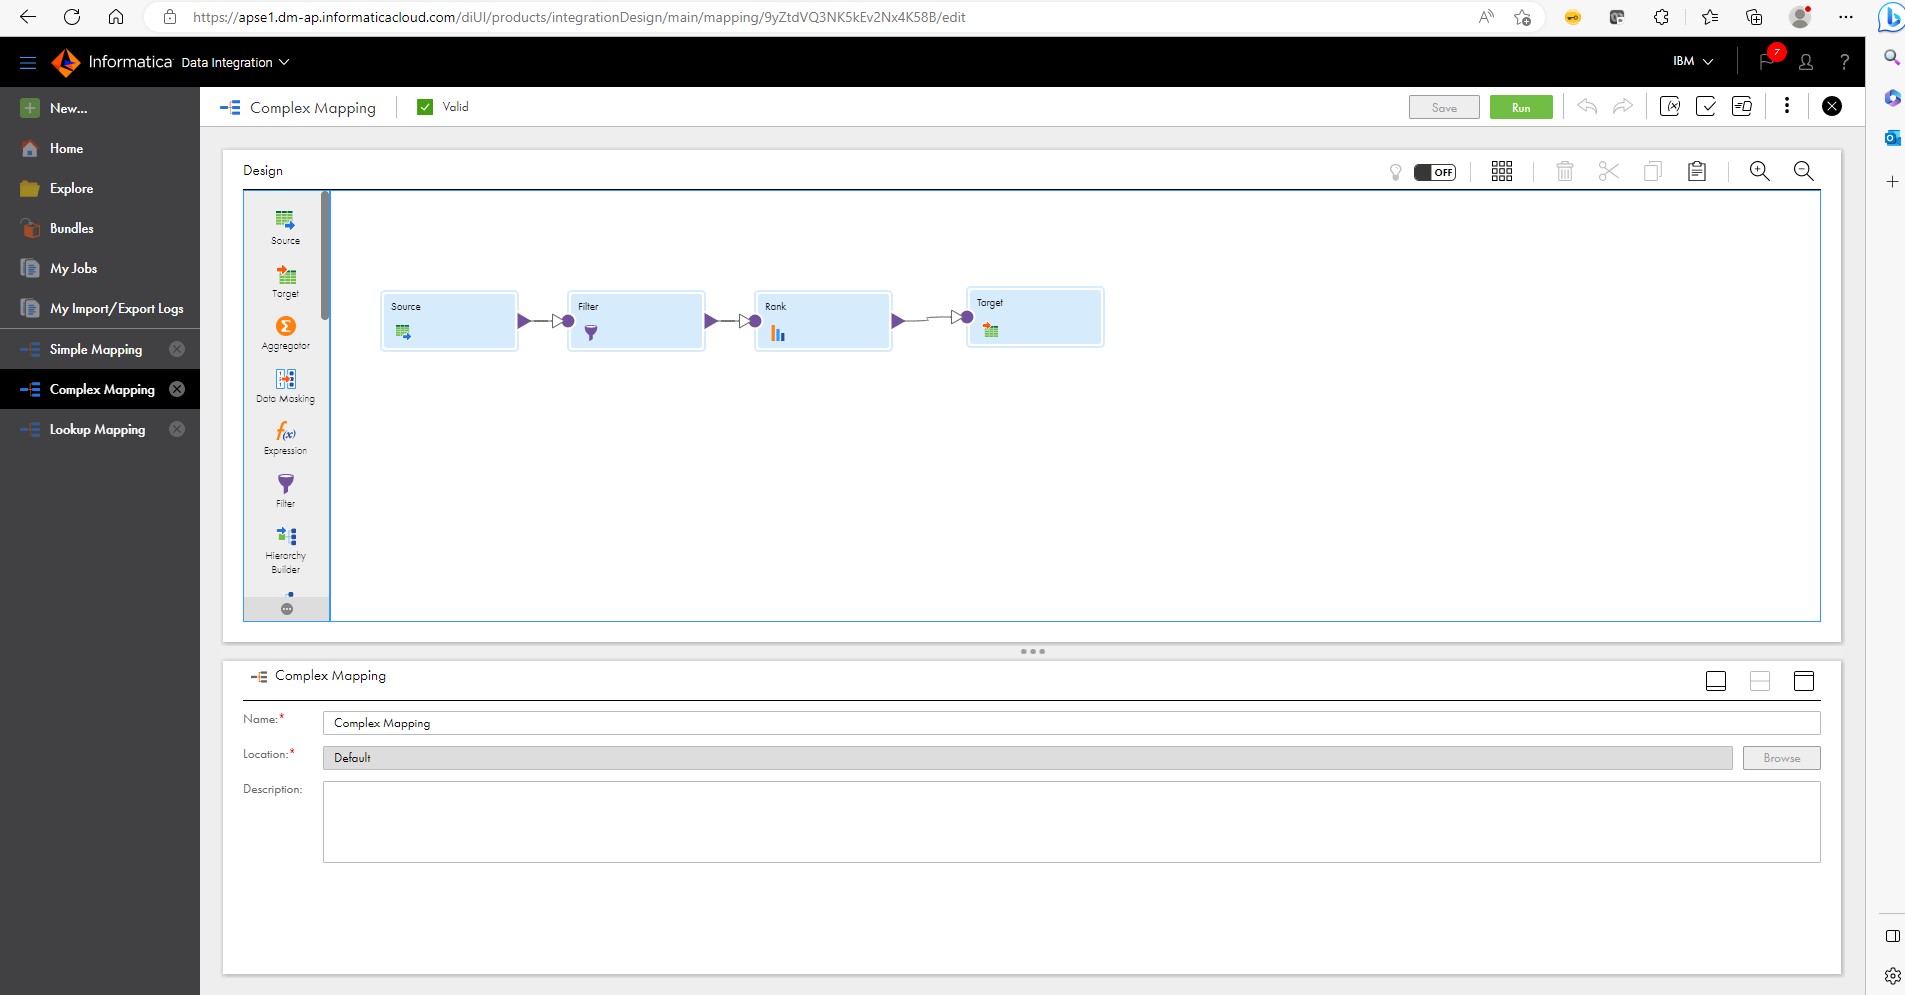 https://apse1.dm-ap.informaticacloud.com/diUI/products/integrationDesign/main/mapping/9yZtdVQ3NK5kEv2Nx4K58B/edit
Informatica Data Integration
IBM
7
?
New...
Home
Explore
Bundles
My Jobs
My Import/Export Logs
Simple Mapping
Complex Mapping
Lookup Mapping
Complex Mapping
Valid
Save
Run
Design
OFF
Source
Target
Aggregator
Data Masking
Expression
Filter
Hierarchy
Builder
Source
Filter
Rank
Target
Complex Mapping
Name:*
Complex Mapping
Location:*
Default
Browse
Description: